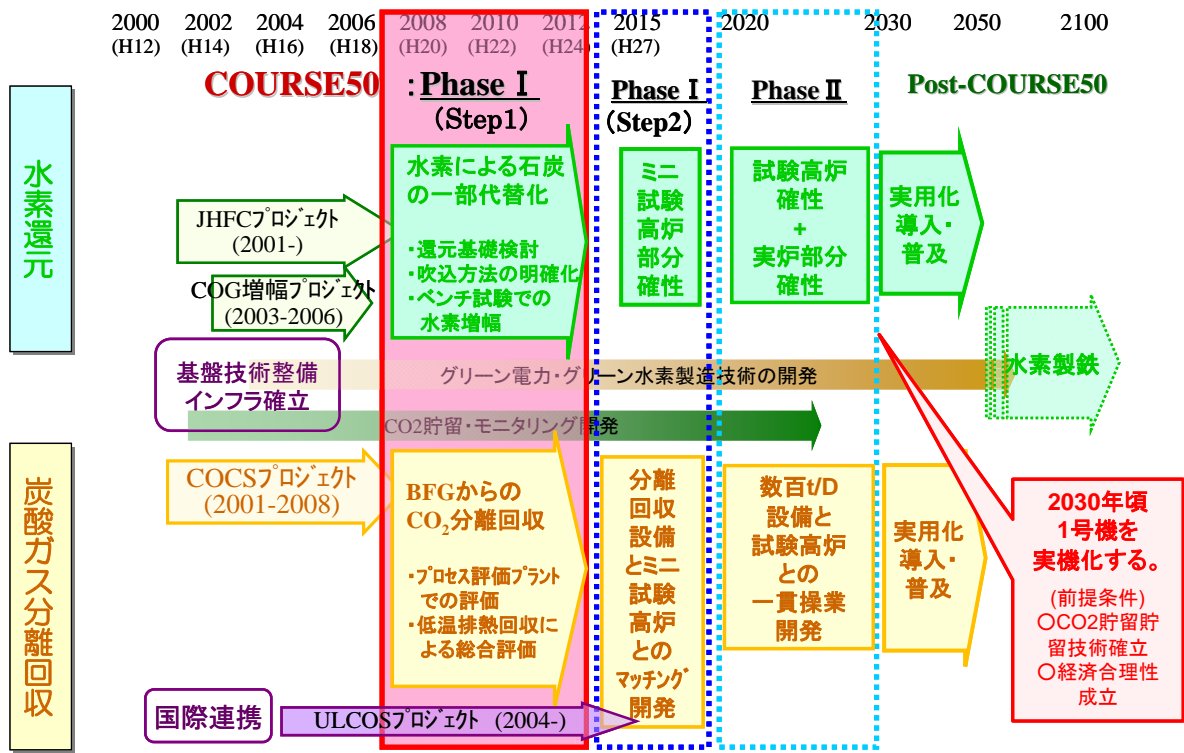 2000 2002 2004 2006 2008 2010 2012 2015 2020 2030 2050 2100
(H12) (H14) (H16) (H18) (H20) (H22) (H24) (H27)
COURSE50 :Phase Ⅰ
(Step1)
Phase Ⅰ
(Step2)
Phase Ⅱ
Post-COURSE50
水素還元
JHFCプロジェクト
(2001-)
COG増幅プロジェクト
(2003-2006)
水素による石炭
の一部代替化
・還元基礎検討
・吹込方法の明確化
・ベンチ試験での
水素増幅
ミニ
試験
高炉
部分
確性
試験高炉
確性
+
実炉部分
確性
実用化
導入・
普及
基盤技術整備
インフラ確立
グリーン電力・グリーン水素製造技術の開発
水素製鉄
CO2貯留・モニタリング開発
炭酸ガス分離回収
COCSプロジェクト
(2001-2008)
BFGからの
CO2分離回収
・プロセス評価プラント
での評価
・低温排熱回収に
よる総合評価
分離
回収
設備
とミニ
試験
高炉
との
マッチング
開発
数百t/D
設備と
試験高炉
との
一貫操業
開発
実用化
導入・
普及
2030年頃
1号機を
実機化する。
(前提条件)
〇CO2貯留貯
留技術確立
〇経済合理性
成立
国際連携
ULCOSプロジェクト (2004-)